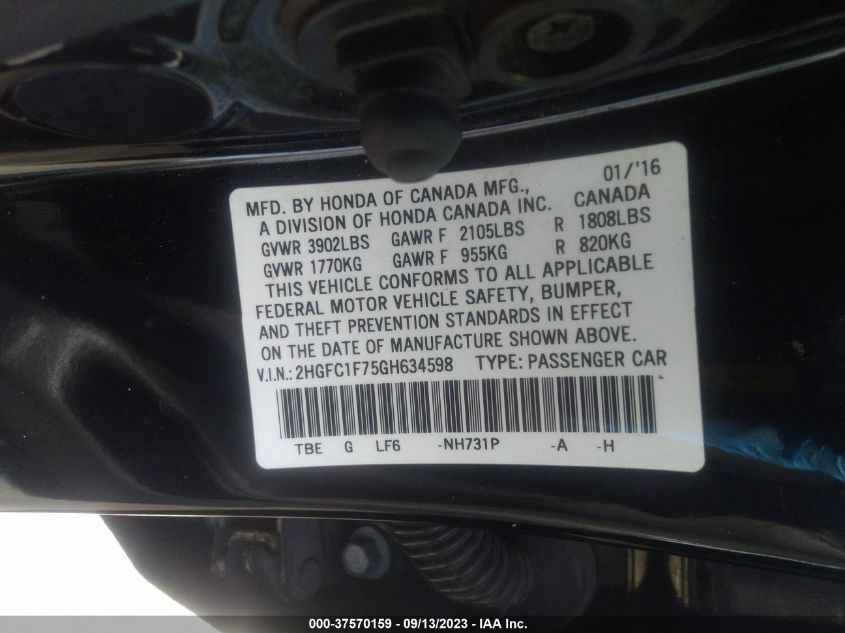 01/'16
MFD. BY HONDA OF CANADA MFG., CANADA
A DIVISION OF HONDA CANADA INC.
GVWR 3902LBS GAWR F 2105LBS R 1808LBS
GVWR 1770KG GAWR F 955KG R 820KG
THIS VEHICLE CONFORMS TO ALL APPLICABLE
FEDERAL MOTOR VEHICLE SAFETY, BUMPER,
AND THEFT PREVENTION STANDARDS IN EFFECT
ON THE DATE OF MANUFACTURE SHOWN ABOVE.
V.I.N.: 2HGFC1F75GH634598 TYPE: PASSENGER CAR
TBE G LF6 -NH731P -A -H
000-37570159 - 09/13/2023 - IAA Inc.